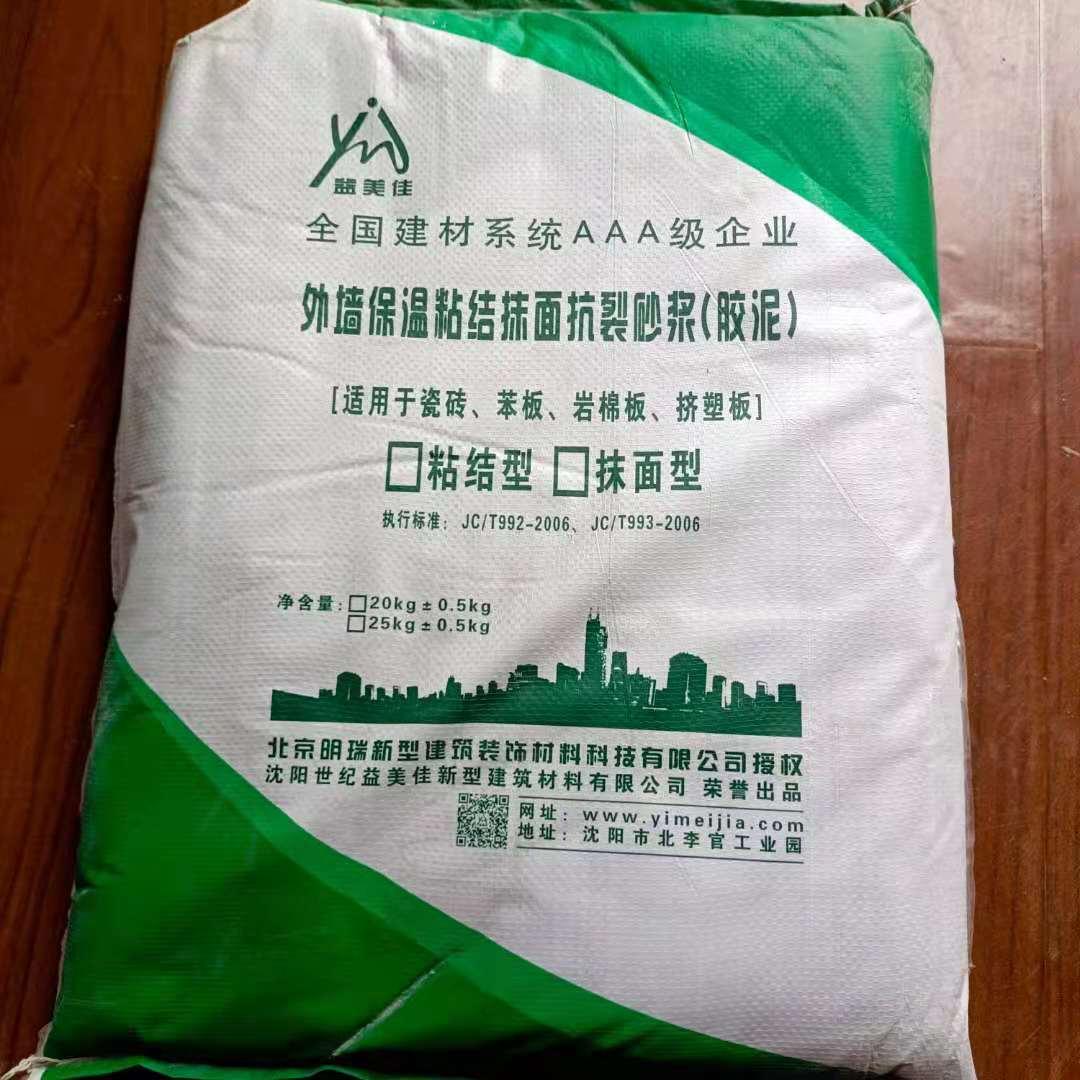 益美佳
全国建材系统AAA级企业
外墙保温粘结抹面抗裂砂浆(胶泥)
[适用于瓷砖、苯板、岩棉板、挤塑板]
□粘结型 □抹面型
执行标准：JC/T992-2006、JC/T993-2006
净含量：□20kg±0.5kg
□25kg±0.5kg
北京明瑞新型建筑装饰材料科技有限公司授权
沈阳世纪益美佳新型建筑材料有限公司 荣誉出品
网址：www.yimeijia.com
地址：沈阳市北李官工业园